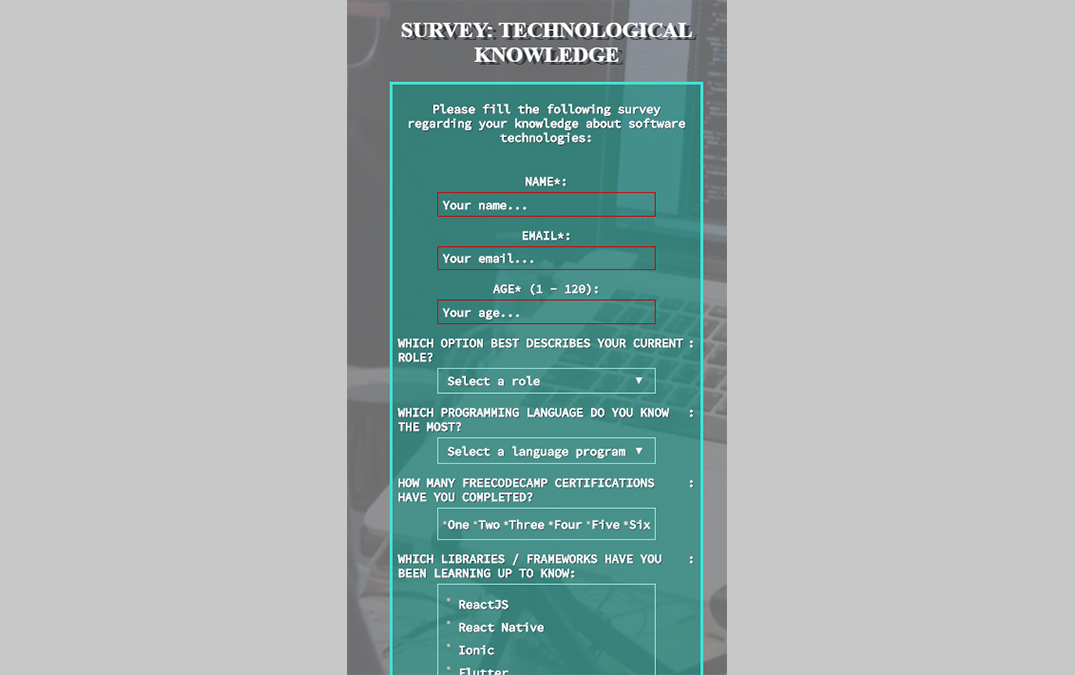 SURVEY: TECHNOLOGICAL
KNOWLEDGE
Please fill the following survey
regarding your knowledge about software
technologies:
NAME*:
Your name...
EMAIL*:
Your email...
AGE* (1 - 120):
Your age...
WHICH OPTION BEST DESCRIBES YOUR CURRENT :
ROLE?
Select a role ▼
WHICH PROGRAMMING LANGUAGE DO YOU KNOW :
THE MOST?
Select a language program ▼
HOW MANY FREECODECAMP CERTIFICATIONS :
HAVE YOU COMPLETED?
One Two Three Four Five Six
WHICH LIBRARIES / FRAMEWORKS HAVE YOU :
BEEN LEARNING UP TO KNOW:
ReactJS
React Native
Ionic
Flutter